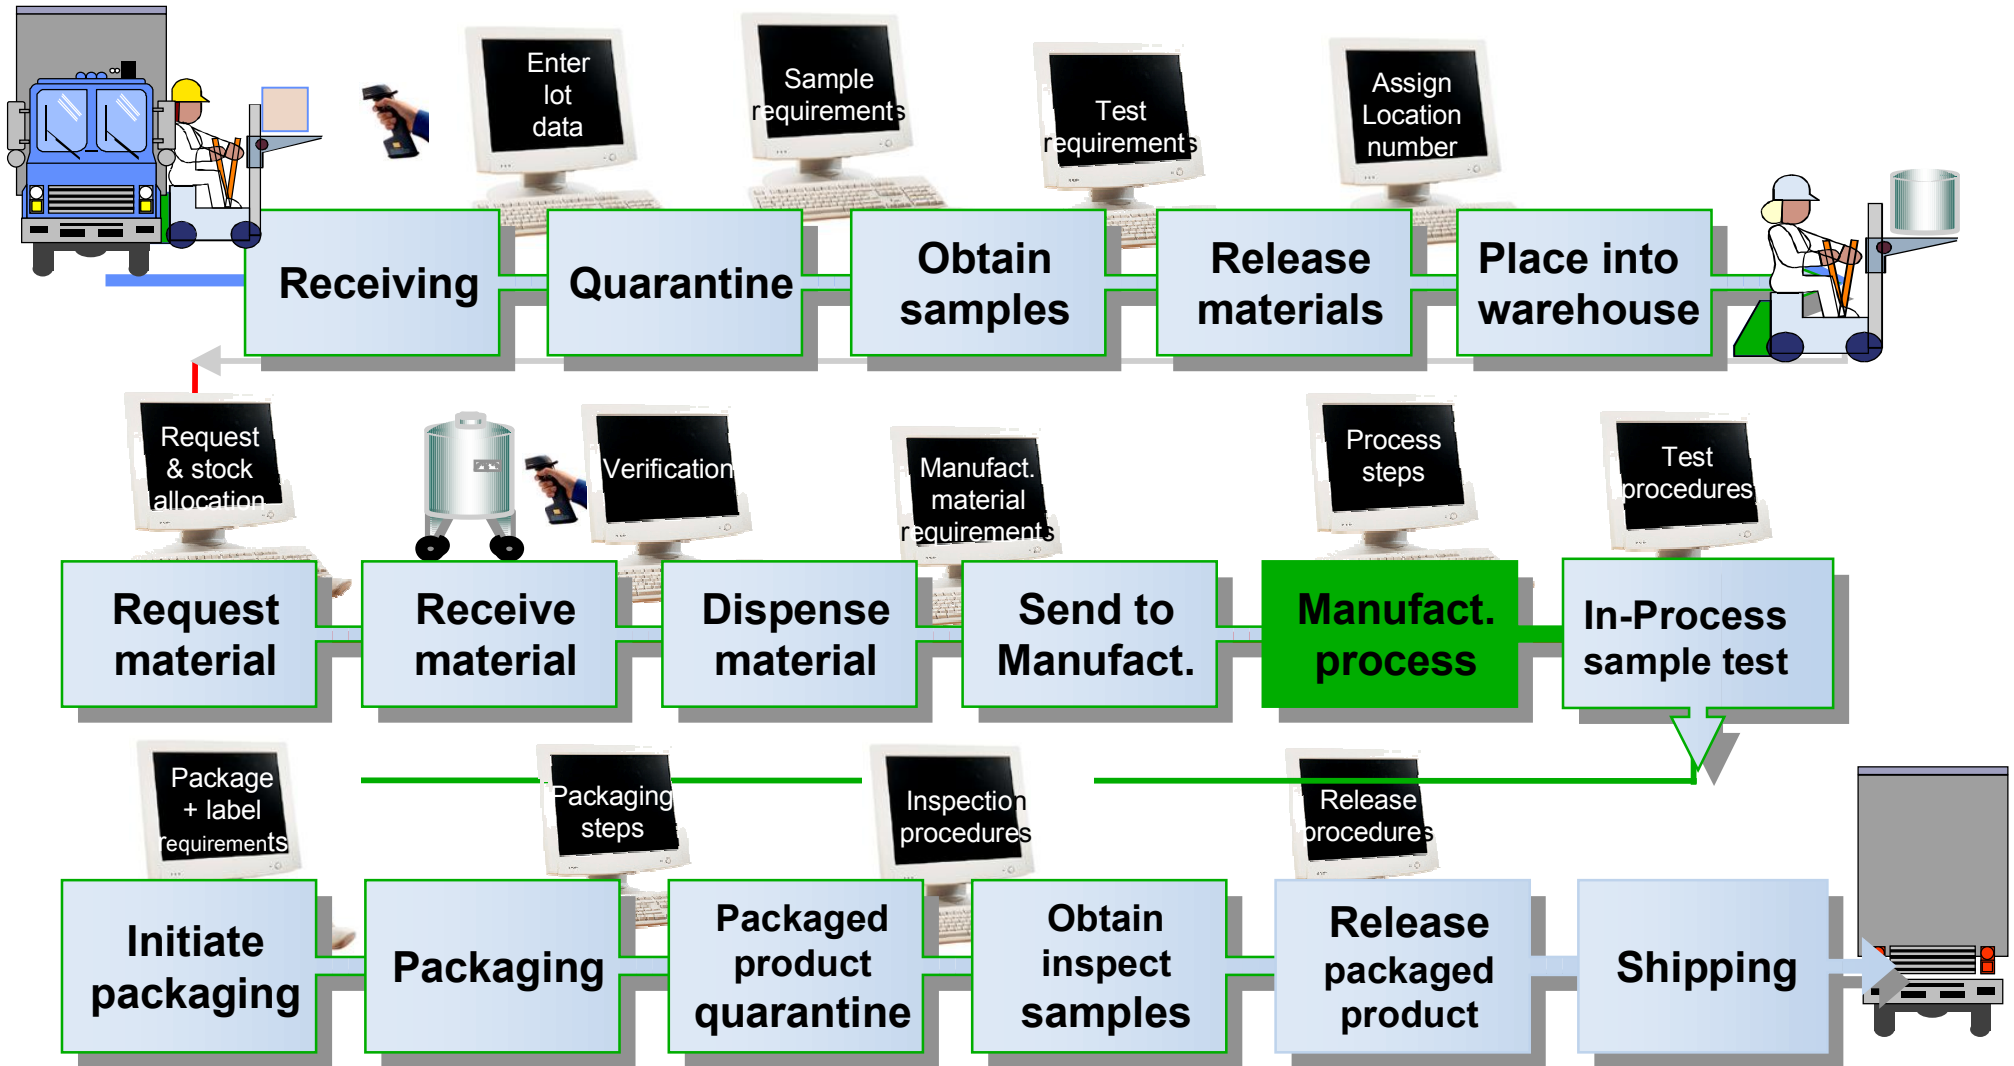 Enter
lot
data
Sample
requirements
Test
requirements
Assign
Location
number
Receiving
Quarantine
Obtain
samples
Release
materials
Place into
warehouse
Request
& stock
allocation
Verification
Manufact.
material
requirements
Process
steps
Test
procedures
Request
material
Receive
material
Dispense
material
Send to
Manufact.
Manufact.
process
In-Process
sample test
Package
+ label
requirements
Packaging
steps
Inspection
procedures
Release
procedures
Initiate
packaging
Packaging
Packaged
product
quarantine
Obtain
inspect
samples
Release
packaged
product
Shipping